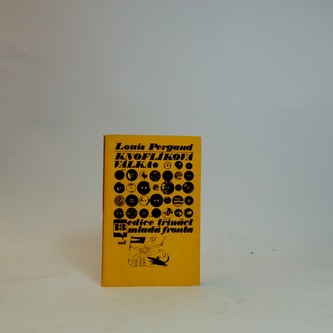 Louis Pergaud
KNOFLÍKOVÁ
VÁLKA
13 edice třináct
mf mladá fronta